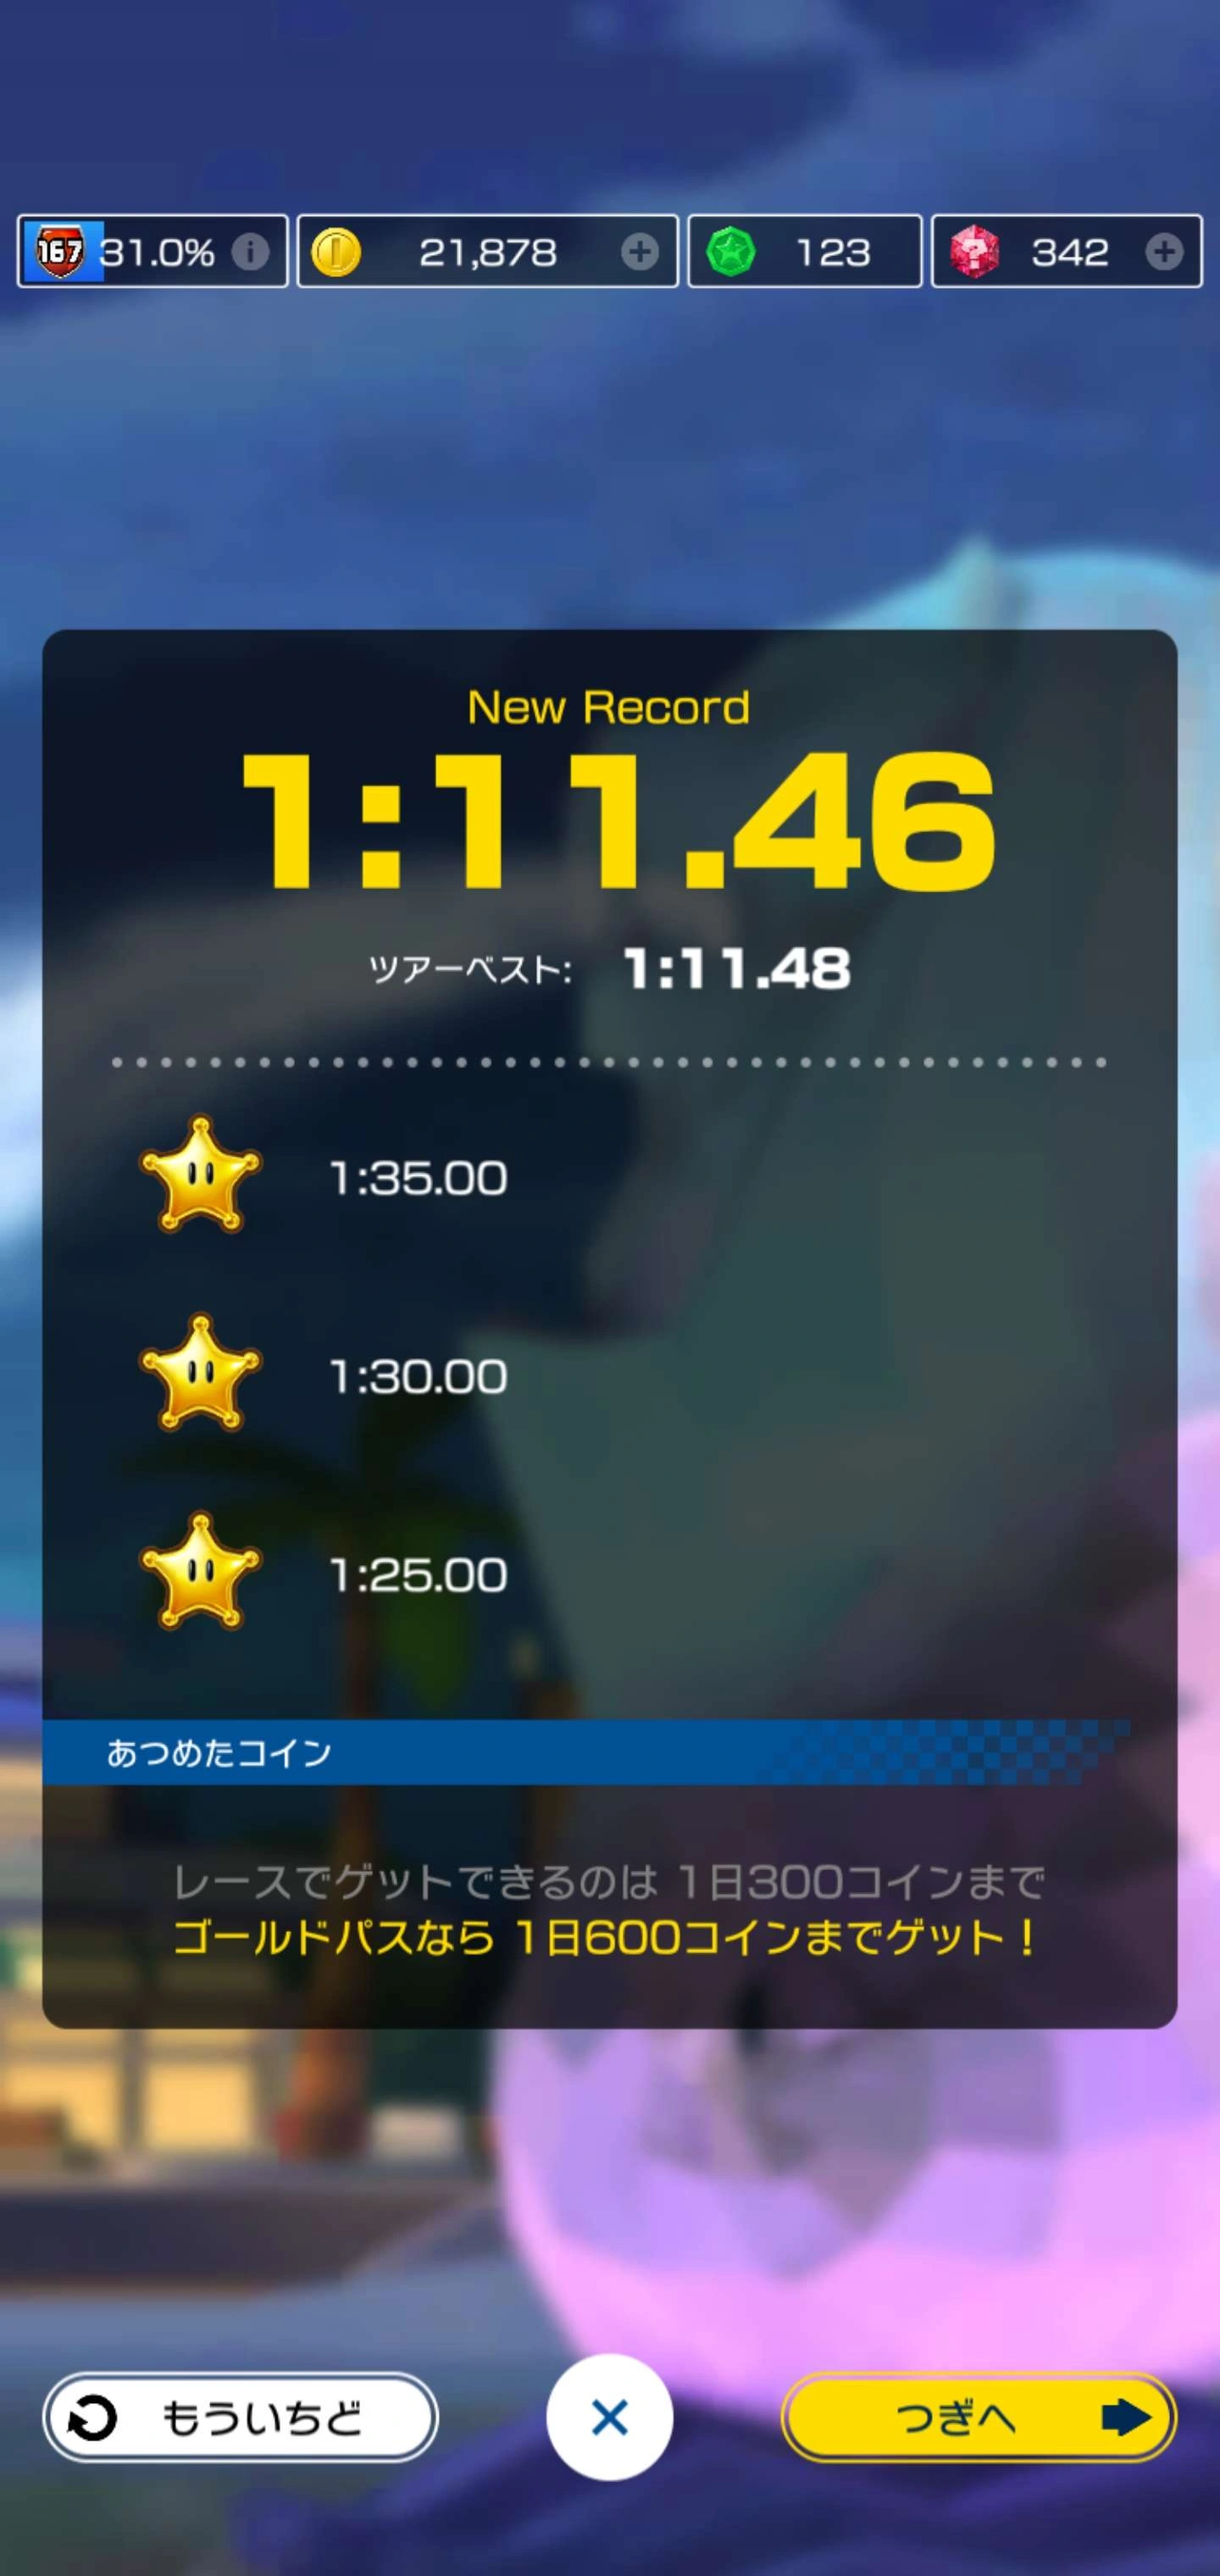 167 31.0% i 21,878 + 123 ? 342 +
New Record
1:11.46
ツアーベスト: 1:11.48
1:35.00
1:30.00
1:25.00
あつめたコイン
レースでゲットできるのは 1日300コインまで
ゴールドパスなら 1日600コインまでゲット！
もういちど × つぎへ